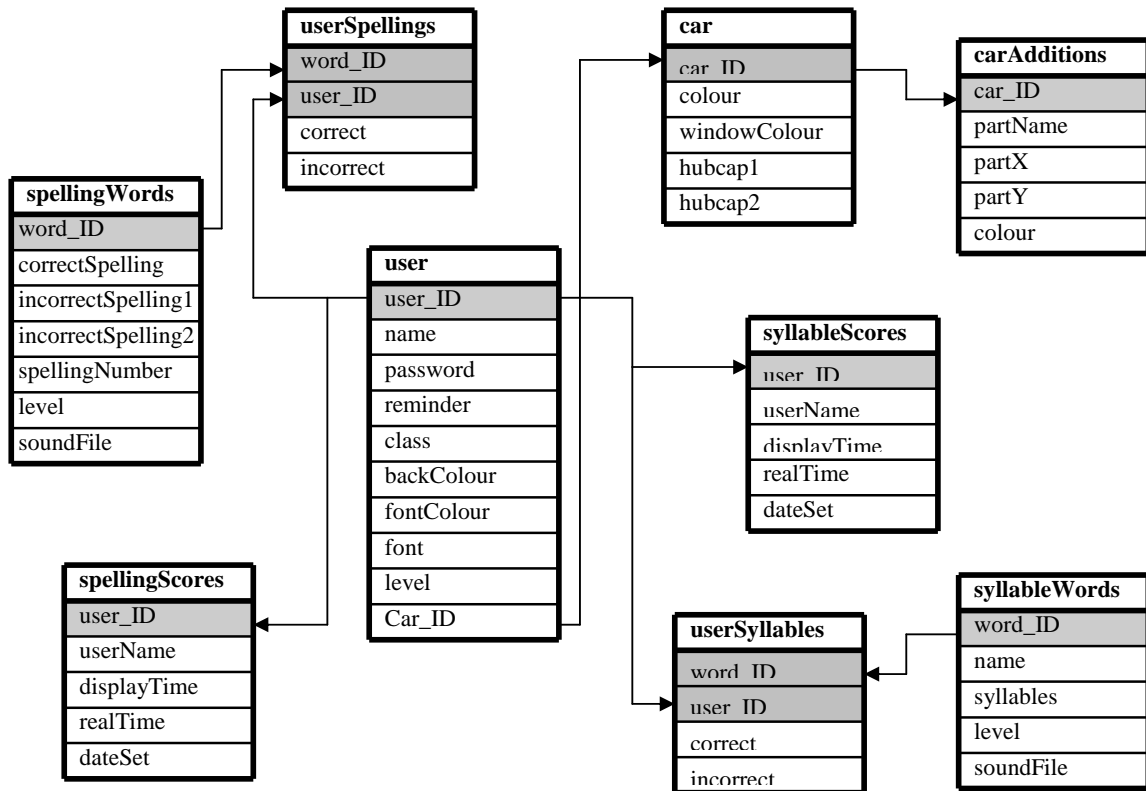 userSpellings
word_ID
user_ID
correct
incorrect
car
car_ID
colour
windowColour
hubcap1
hubcap2
carAdditions
car_ID
partName
partX
partY
colour
spellingWords
word_ID
correctSpelling
incorrectSpelling1
incorrectSpelling2
spellingNumber
level
soundFile
user
user_ID
name
password
reminder
class
backColour
fontColour
font
level
Car_ID
syllableScores
user_ID
userName
displayTime
realTime
dateSet
spellingScores
user_ID
userName
displayTime
realTime
dateSet
userSyllables
word_ID
user_ID
correct
incorrect
syllableWords
word_ID
name
syllables
level
soundFile